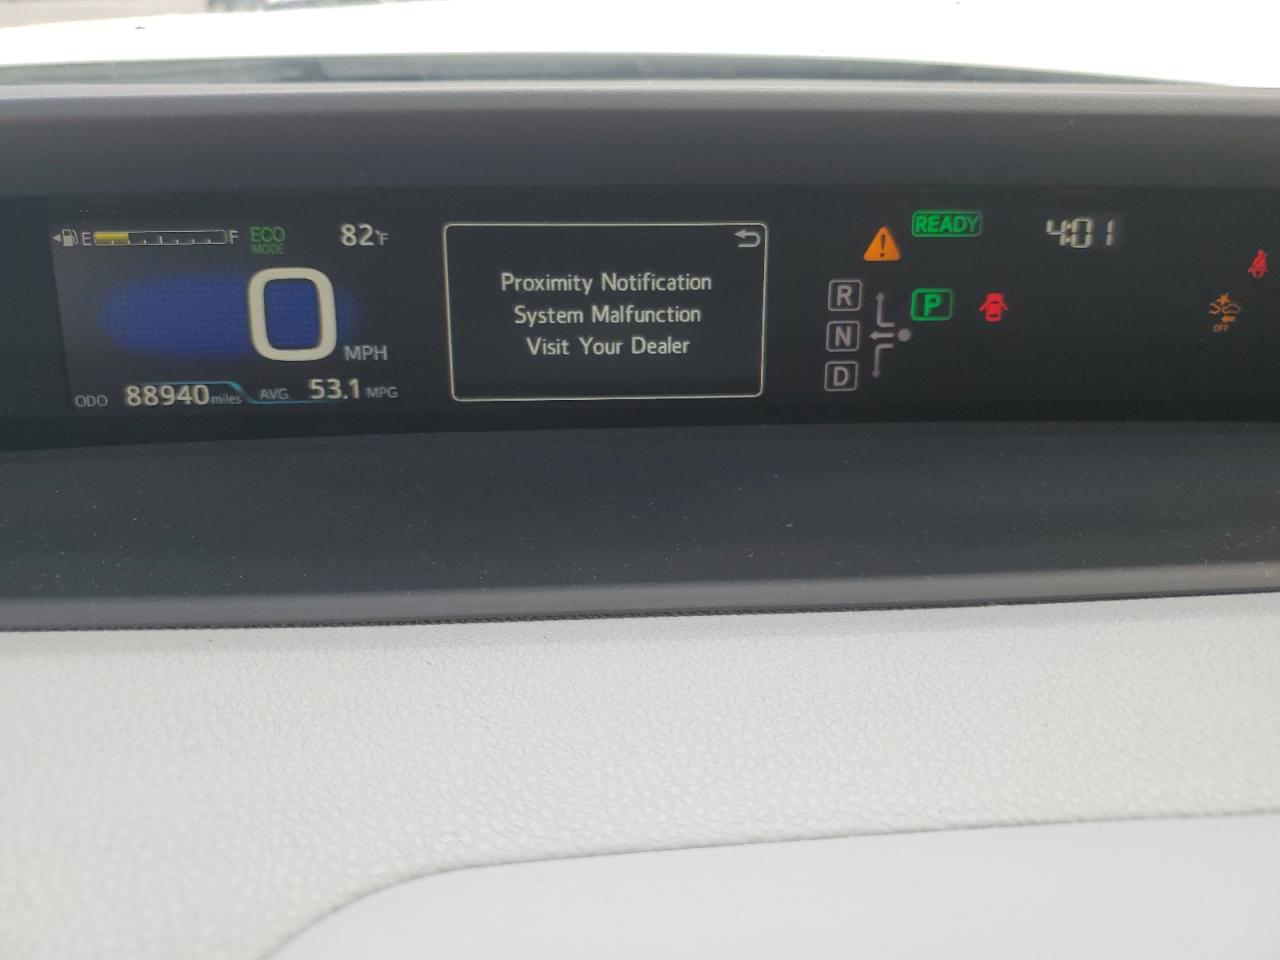 E F ECO MODE 82°F
0 MPH
ODO 88940 miles AVG. 53.1 MPG
Proximity Notification
System Malfunction
Visit Your Dealer
! READY 4:01
R
P
N
D
OFF